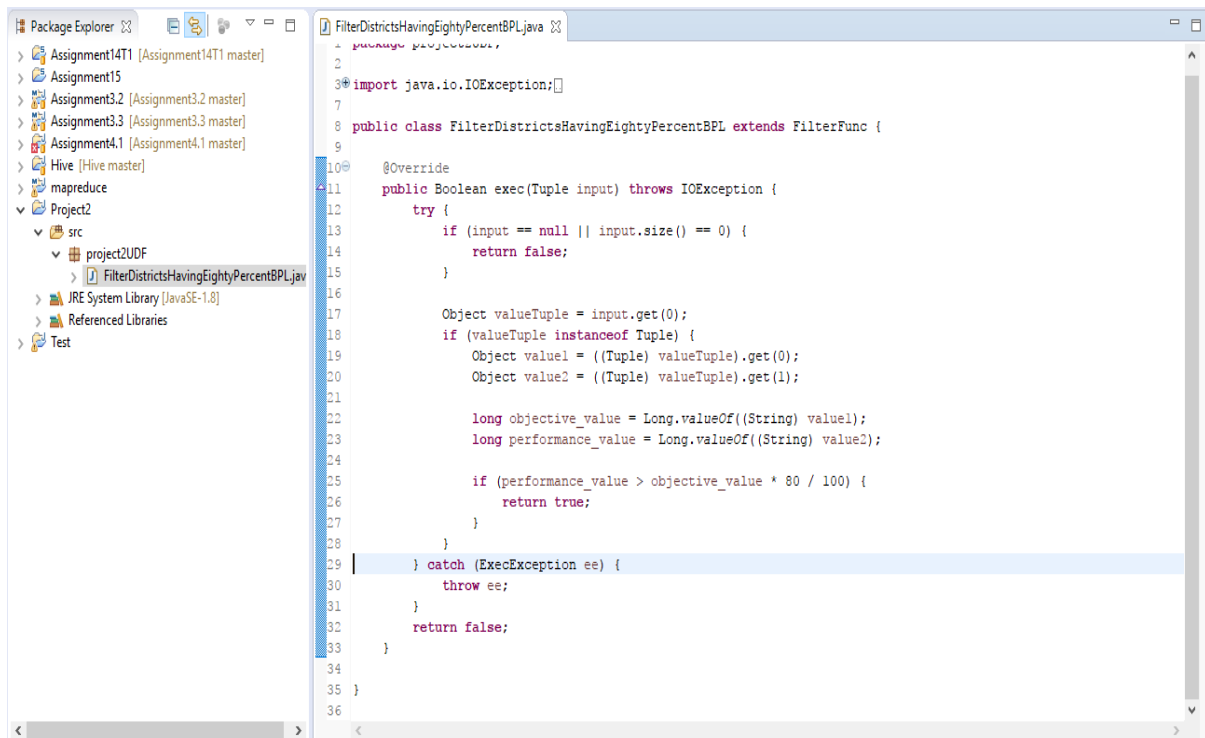 Package Explorer
Assignment14T1 [Assignment14T1 master]
Assignment15
Assignment3.2 [Assignment3.2 master]
Assignment3.3 [Assignment3.3 master]
Assignment4.1 [Assignment4.1 master]
Hive [Hive master]
mapreduce
Project2
src
project2UDF
FilterDistrictsHavingEightyPercentBPL.jav
JRE System Library [JavaSE-1.8]
Referenced Libraries
Test
FilterDistrictsHavingEightyPercentBPL.java
1 package project2UDF;
2
3 import java.io.IOException;
7
8 public class FilterDistrictsHavingEightyPercentBPL extends FilterFunc {
9
10 @Override
11 public Boolean exec(Tuple input) throws IOException {
12 try {
13 if (input == null || input.size() == 0) {
14 return false;
15 }
16
17 Object valueTuple = input.get(0);
18 if (valueTuple instanceof Tuple) {
19 Object value1 = ((Tuple) valueTuple).get(0);
20 Object value2 = ((Tuple) valueTuple).get(1);
21
22 long objective_value = Long.valueOf((String) value1);
23 long performance_value = Long.valueOf((String) value2);
24
25 if (performance_value > objective_value * 80 / 100) {
26 return true;
27 }
28 }
29 } catch (ExecException ee) {
30 throw ee;
31 }
32 return false;
33 }
34
35 }
36